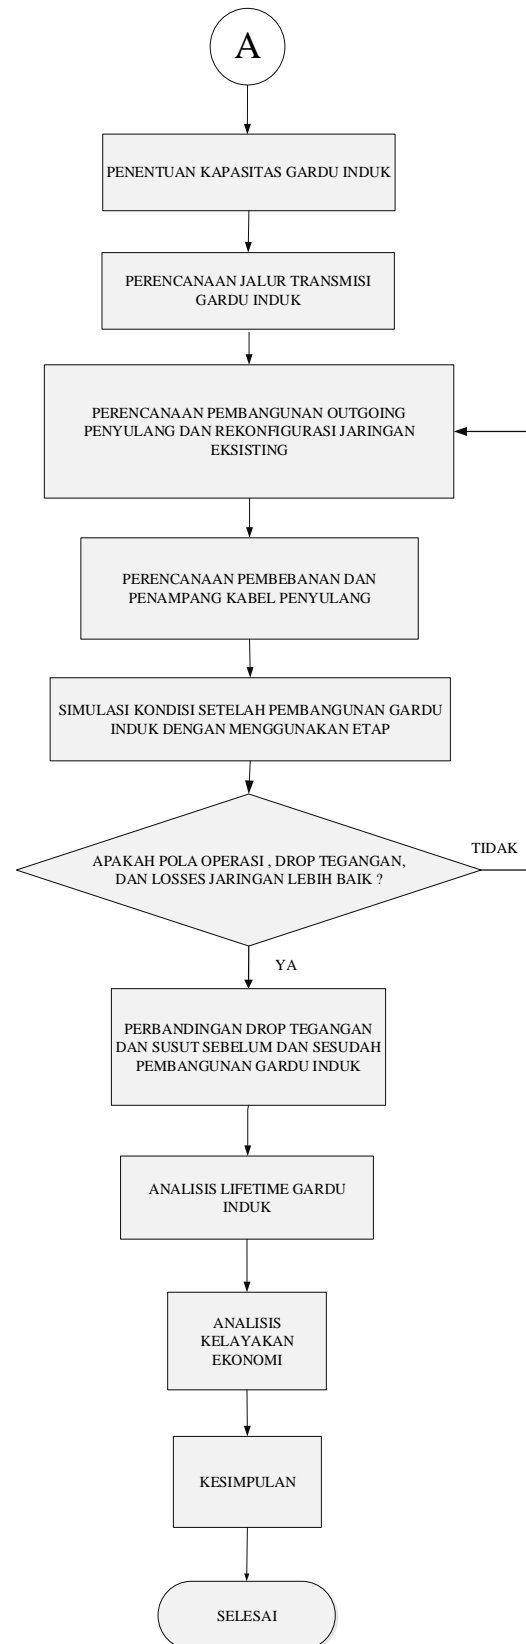 A
PENENTUAN KAPASITAS GARDU INDUK
PERENCANAAN JALUR TRANSMISI
GARDU INDUK
PERENCANAAN PEMBANGUNAN OUTGOING
PENYULANG DAN REKONFIGURASI JARINGAN
EKSISTING
PERENCANAAN PEMBEBANAN DAN
PENAMPANG KABEL PENYULANG
SIMULASI KONDISI SETELAH PEMBANGUNAN GARDU
INDUK DENGAN MENGGUNAKAN ETAP
APAKAH POLA OPERASI , DROP TEGANGAN,
DAN LOSSES JARINGAN LEBIH BAIK ?
TIDAK
YA
PERBANDINGAN DROP TEGANGAN
DAN SUSUT SEBELUM DAN SESUDAH
PEMBANGUNAN GARDU INDUK
ANALISIS LIFETIME GARDU
INDUK
ANALISIS
KELAYAKAN
EKONOMI
KESIMPULAN
SELESAI